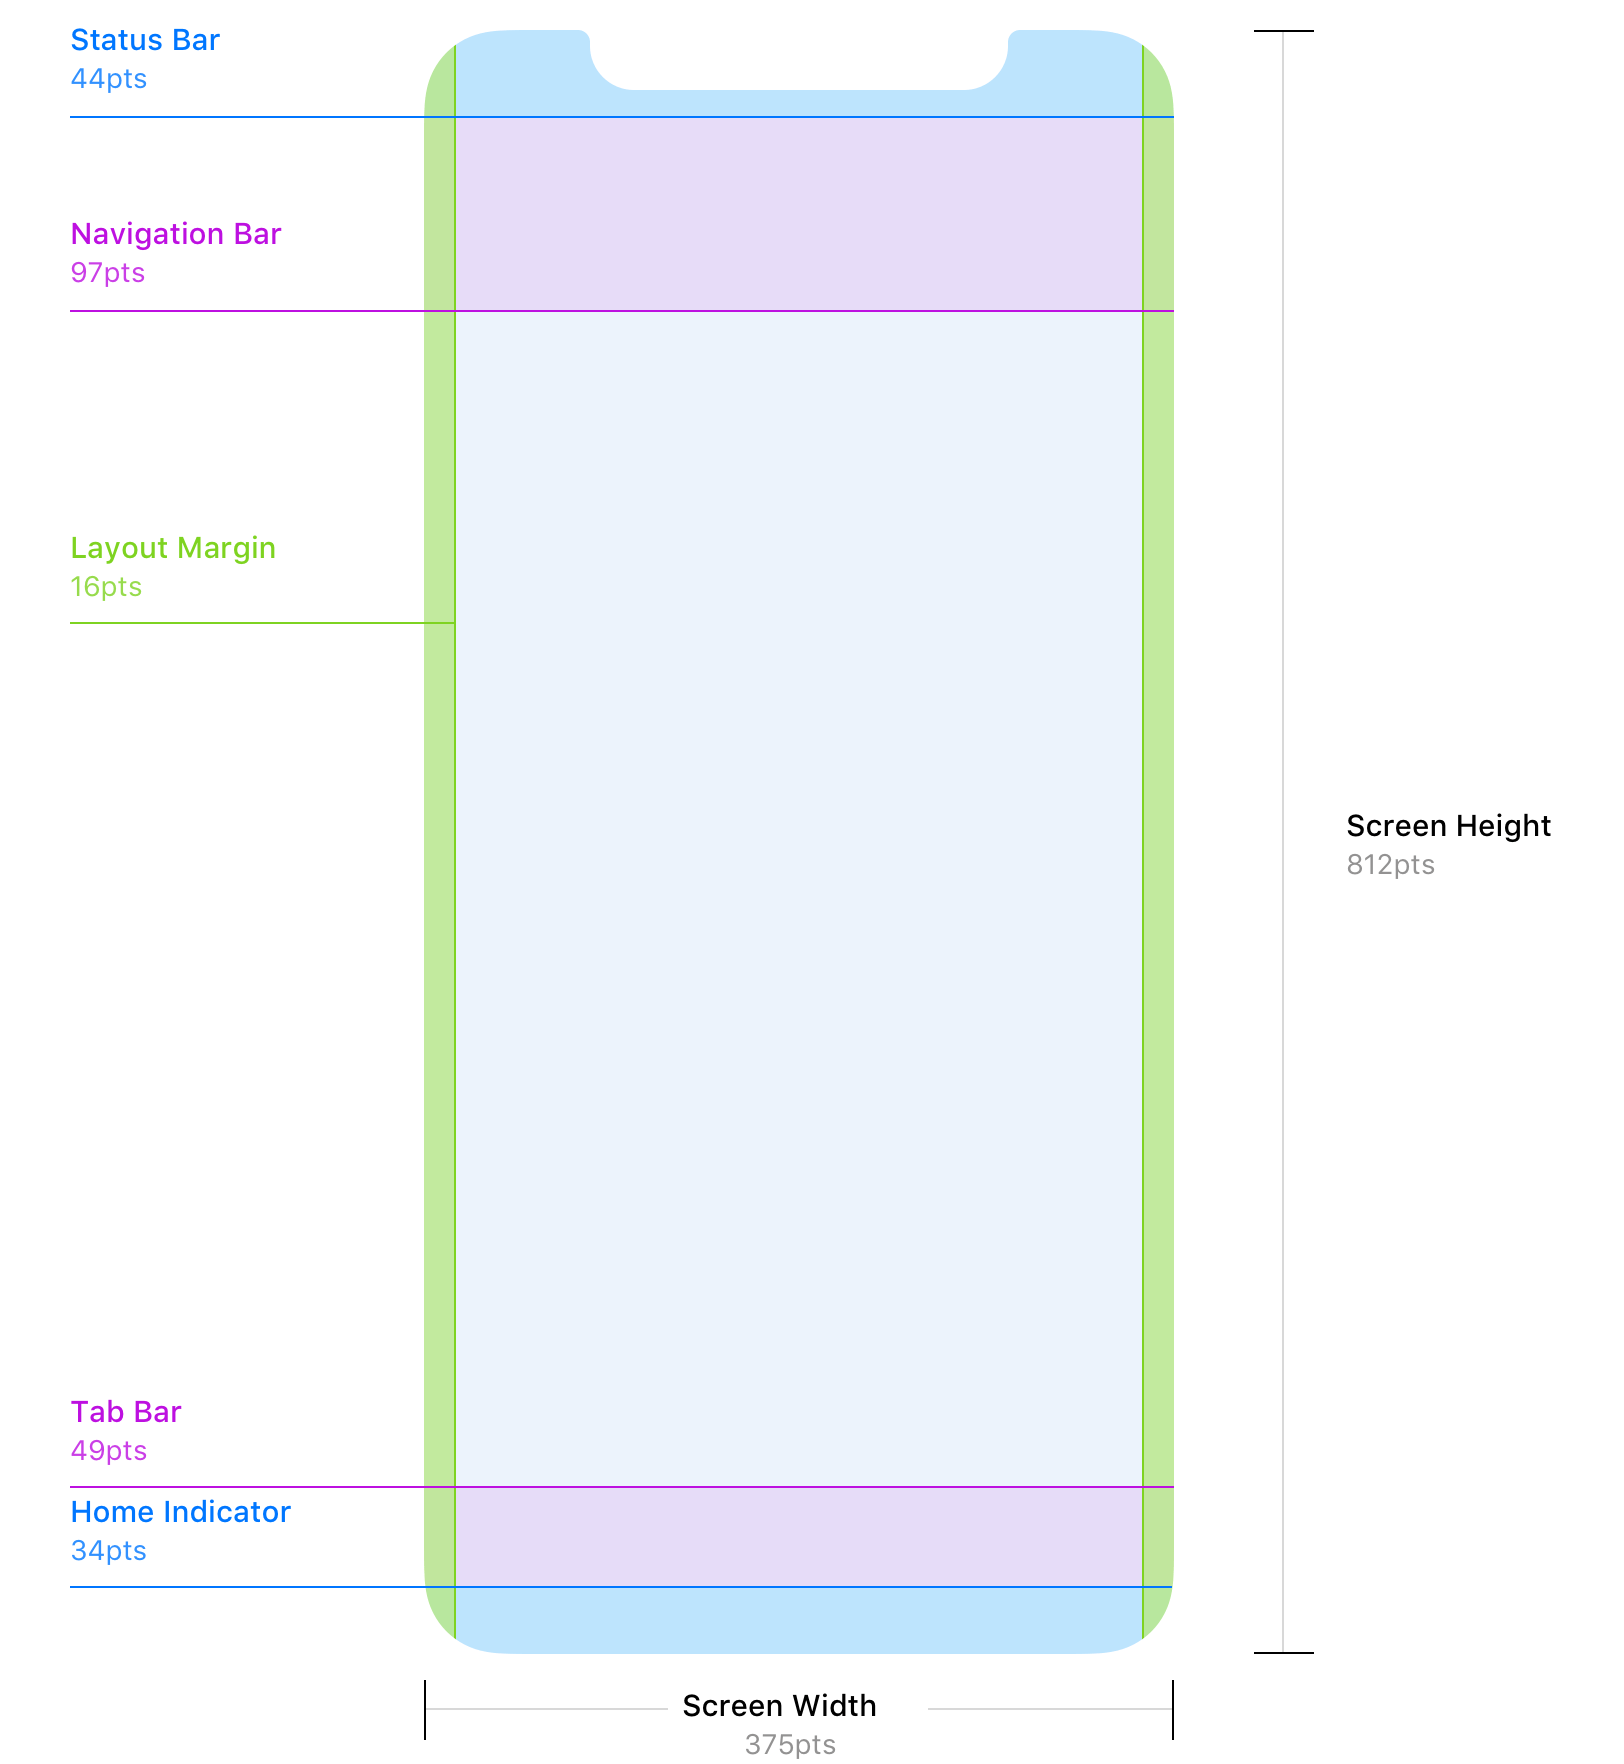 Status Bar
44pts
Navigation Bar
97pts
Layout Margin
16pts
Screen Height
812pts
Tab Bar
49pts
Home Indicator
34pts
Screen Width
375pts